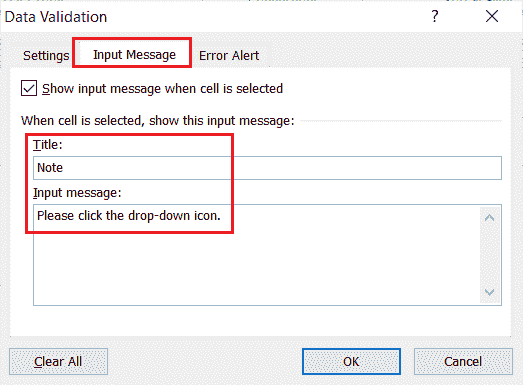 Data Validation
?
Settings Input Message Error Alert
Show input message when cell is selected
When cell is selected, show this input message:
Title:
Note
Input message:
Please click the drop-down icon.
Clear All OK Cancel